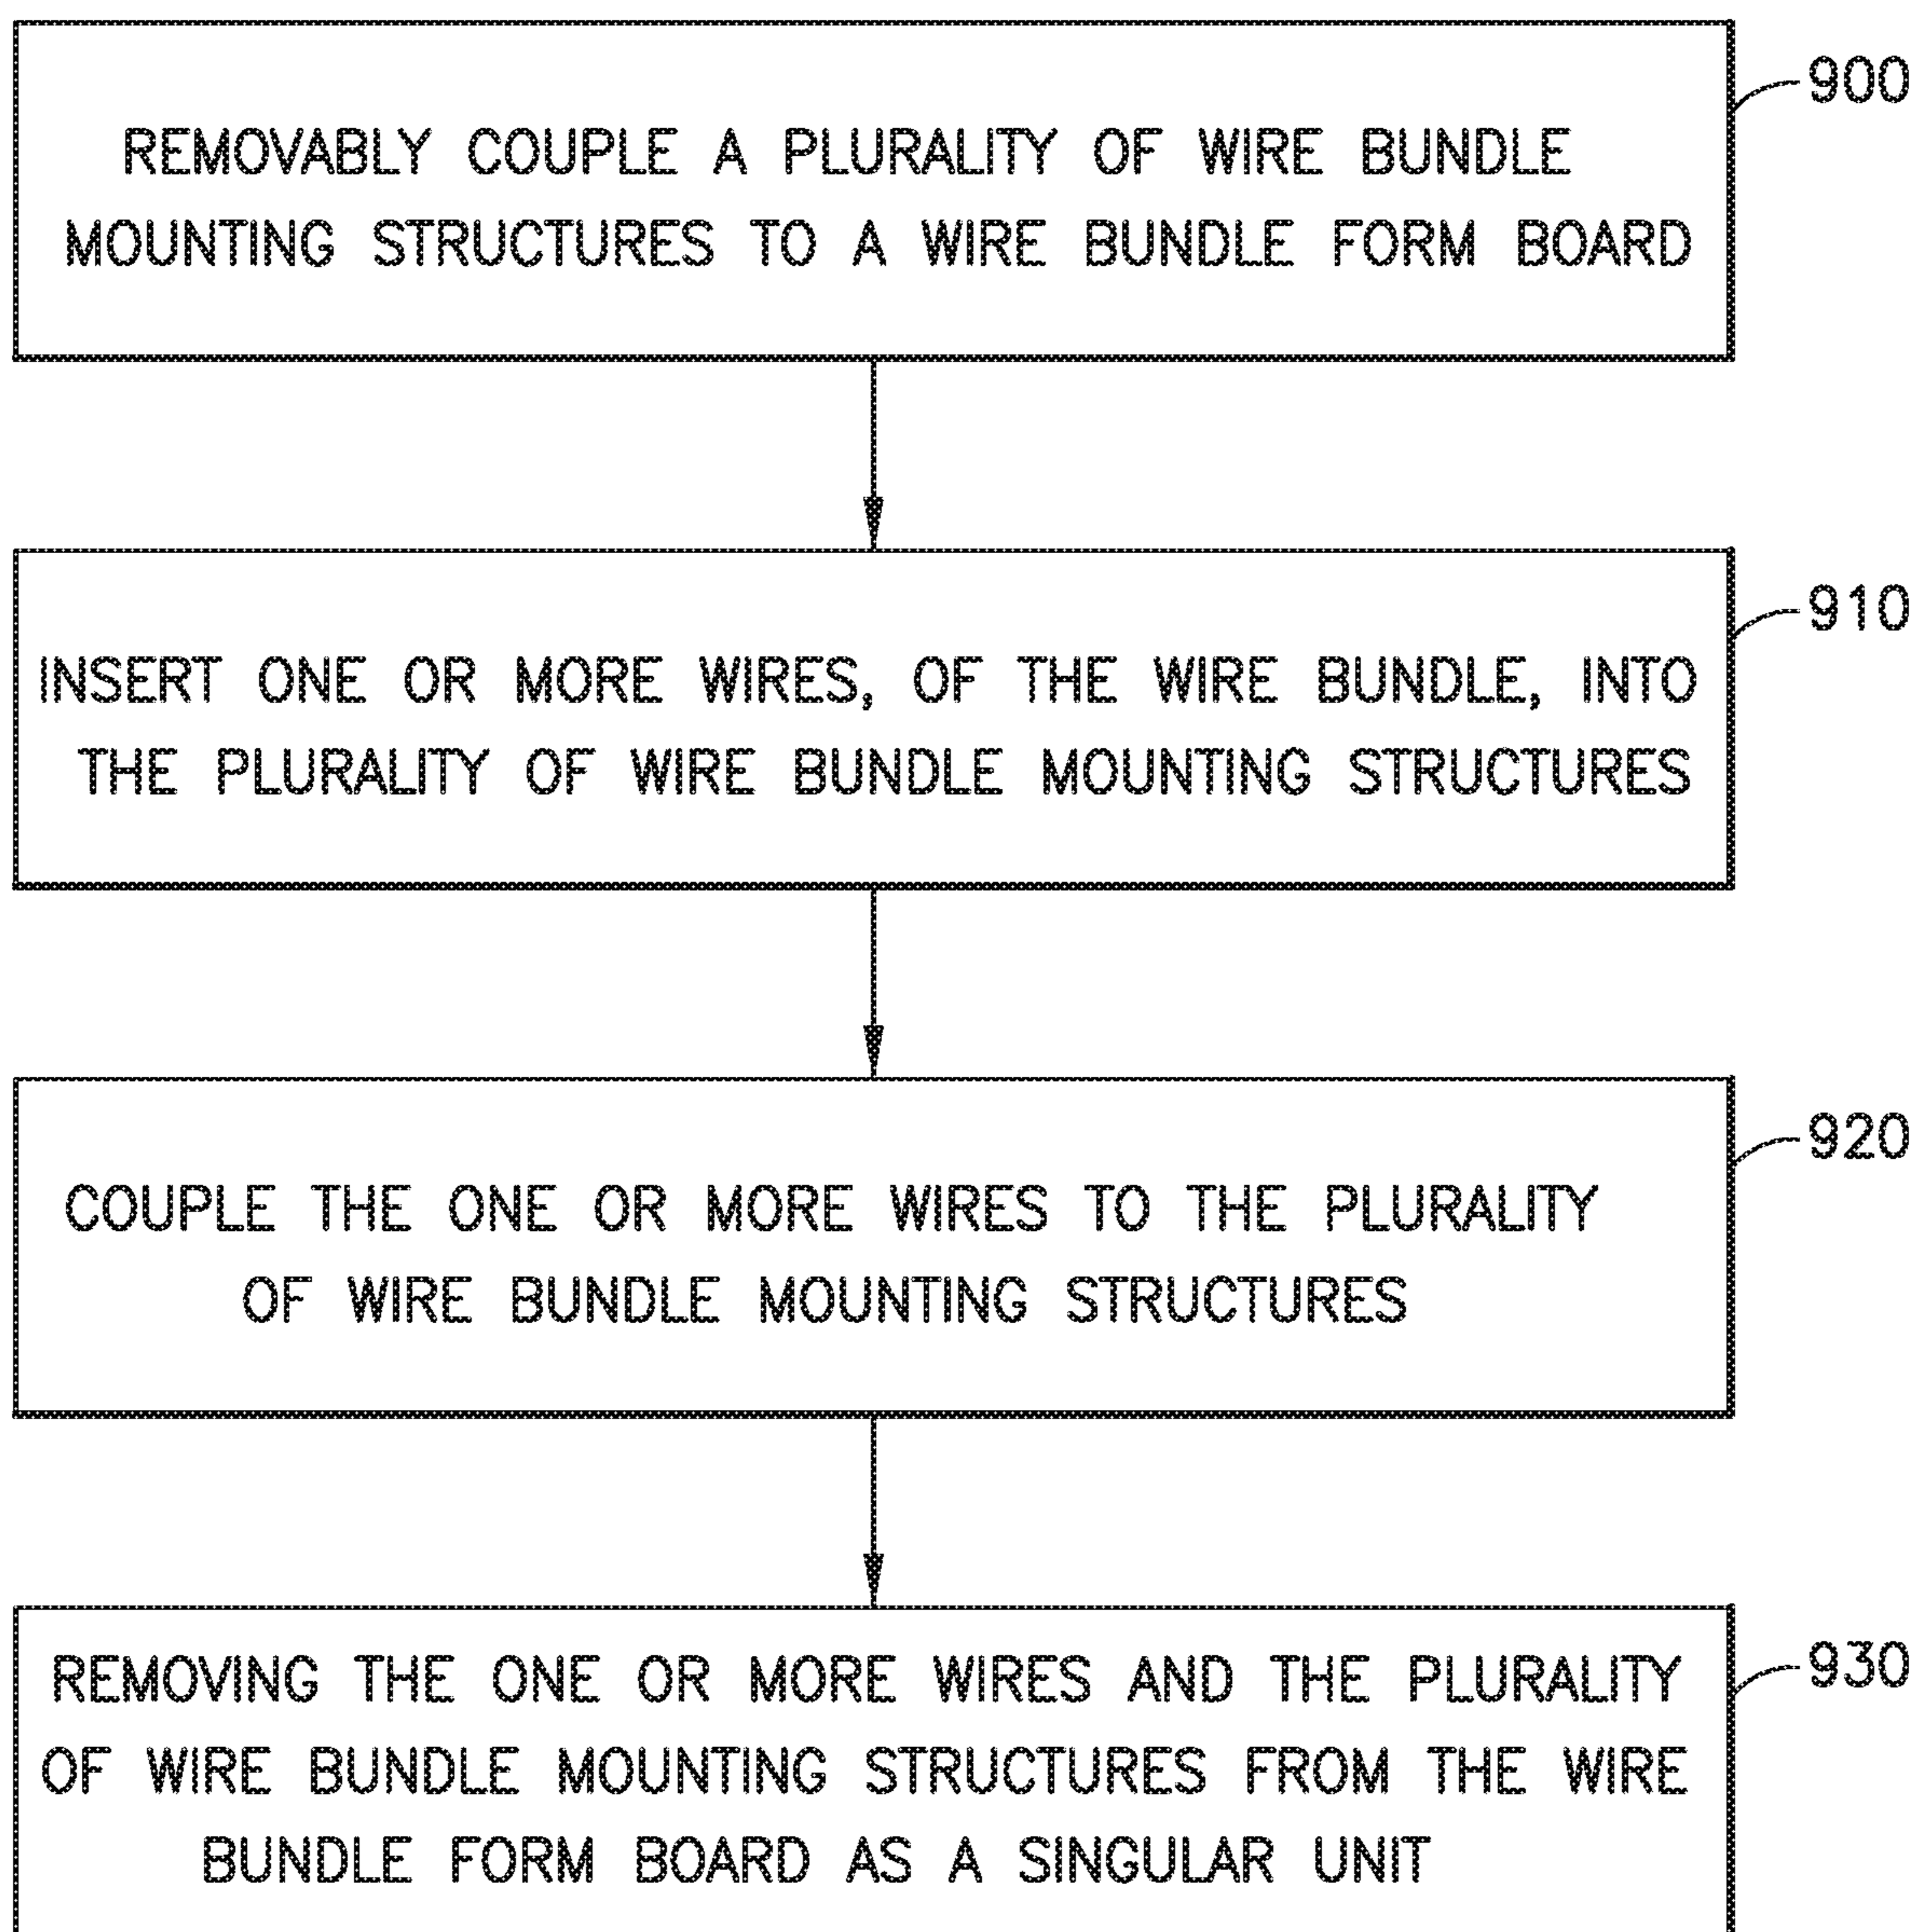 900
REMOVABLY COUPLE A PLURALITY OF WIRE BUNDLE
MOUNTING STRUCTURES TO A WIRE BUNDLE FORM BOARD
910
INSERT ONE OR MORE WIRES, OF THE WIRE BUNDLE, INTO
THE PLURALITY OF WIRE BUNDLE MOUNTING STRUCTURES
920
COUPLE THE ONE OR MORE WIRES TO THE PLURALITY
OF WIRE BUNDLE MOUNTING STRUCTURES
930
REMOVING THE ONE OR MORE WIRES AND THE PLURALITY
OF WIRE BUNDLE MOUNTING STRUCTURES FROM THE WIRE
BUNDLE FORM BOARD AS A SINGULAR UNIT